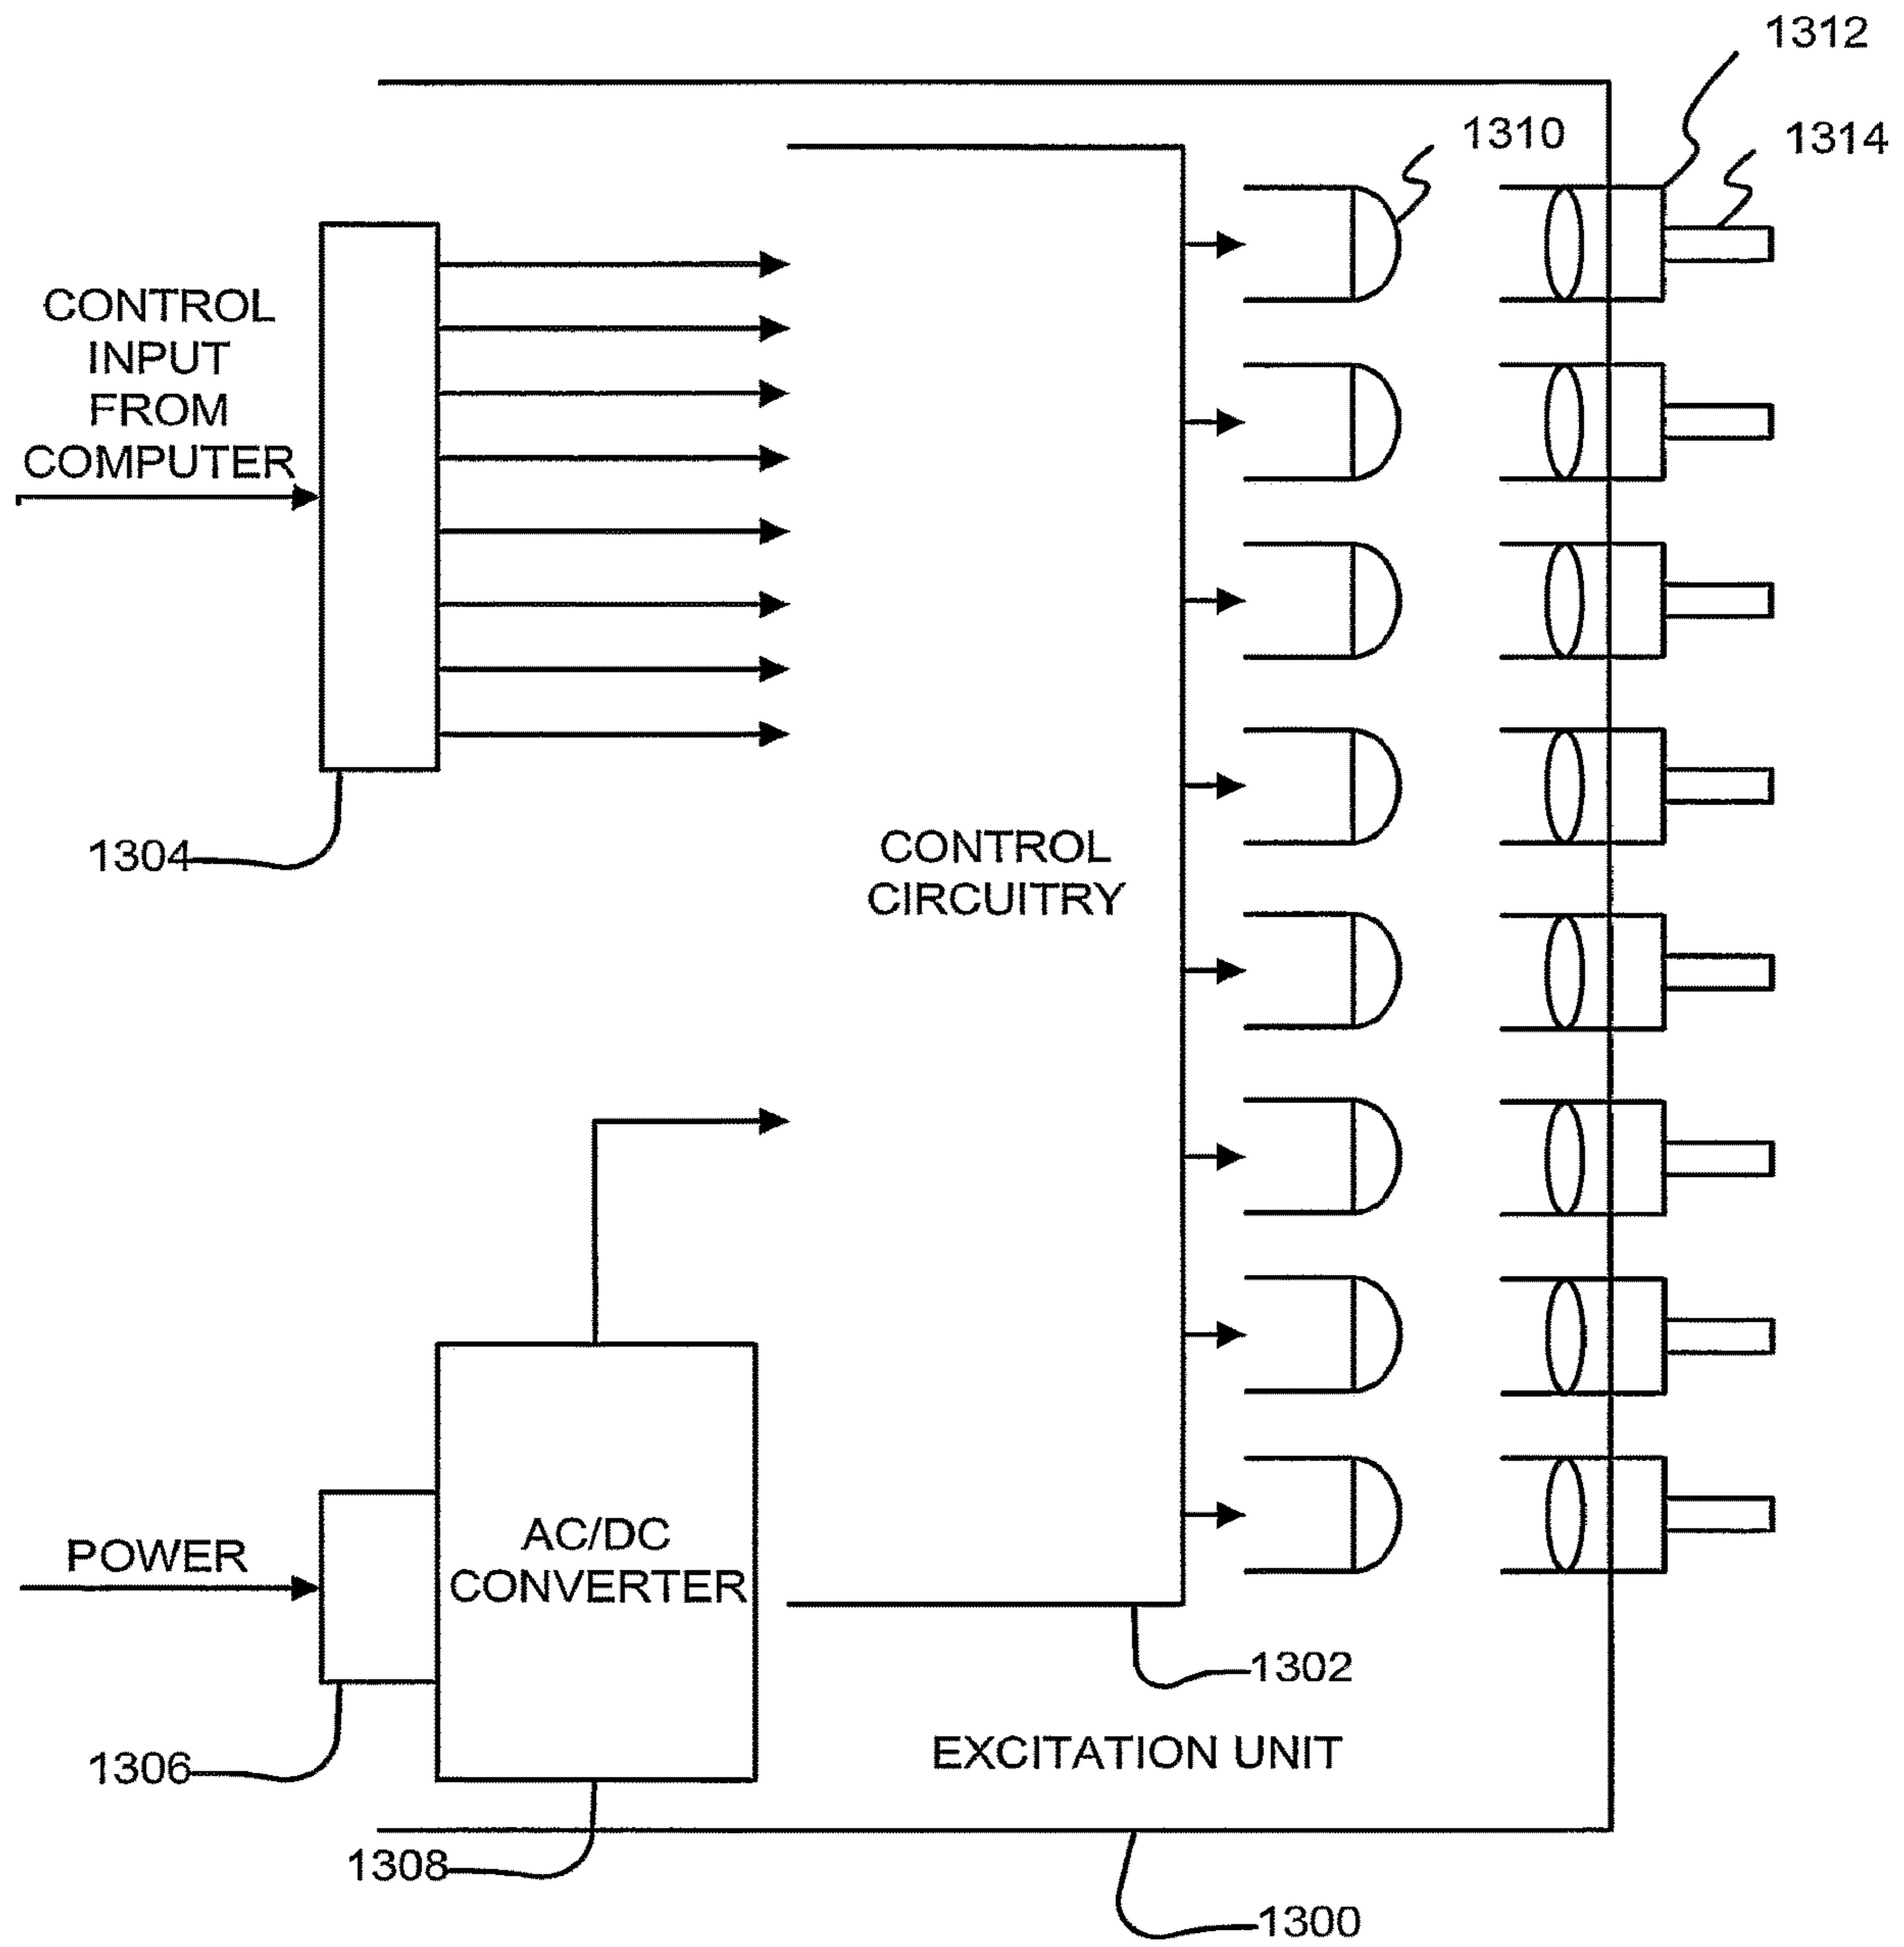 1312
1310
1314
CONTROL
INPUT
FROM
COMPUTER
1304
CONTROL
CIRCUITRY
AC/DC
CONVERTER
POWER
1302
1306
EXCITATION UNIT
1308
1300